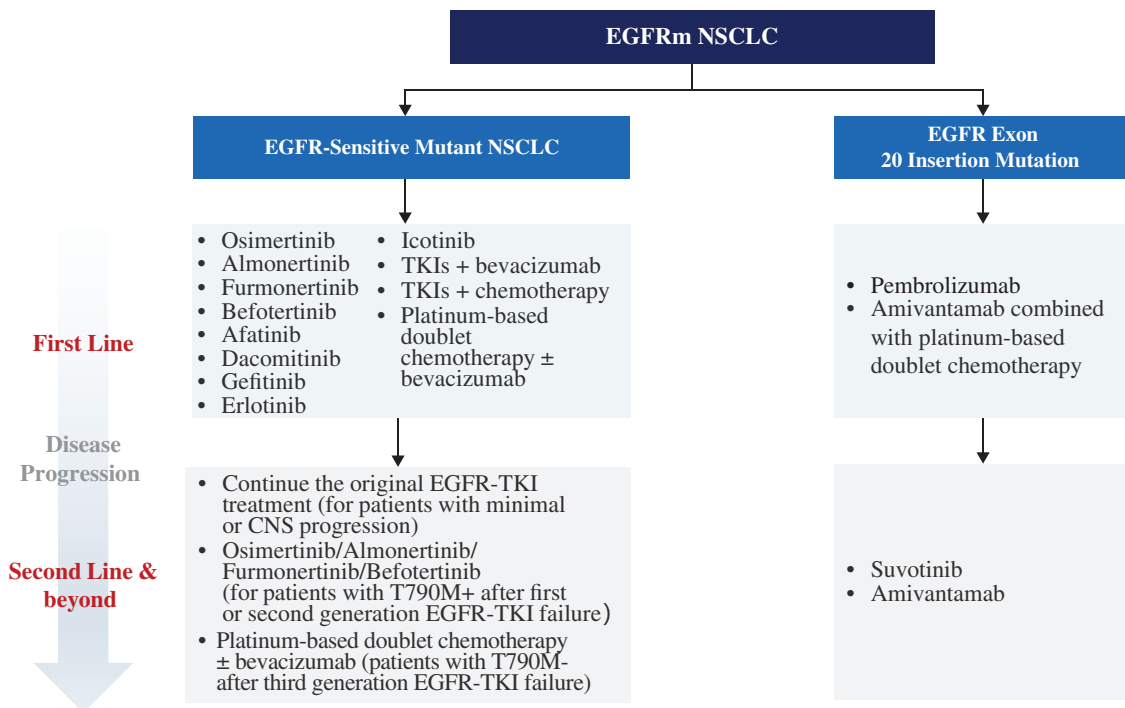 EGFRm NSCLC
EGFR-Sensitive Mutant NSCLC
EGFR Exon
20 Insertion Mutation
First Line
• Osimertinib
• Almonertinib
• Furmonertinib
• Befotertinib
• Afatinib
• Dacomitinib
• Gefitinib
• Erlotinib
• Icotinib
• TKIs + bevacizumab
• TKIs + chemotherapy
• Platinum-based
doublet
chemotherapy ±
bevacizumab
• Pembrolizumab
• Amivantamab combined
with platinum-based
doublet chemotherapy
Disease
Progression
Second Line &
beyond
• Continue the original EGFR-TKI
treatment (for patients with minimal
or CNS progression)
• Osimertinib/Almonertinib/
Furmonertinib/Befotertinib
(for patients with T790M+ after first
or second generation EGFR-TKI failure)
• Platinum-based doublet chemotherapy
± bevacizumab (patients with T790M-
after third generation EGFR-TKI failure)
• Suvotinib
• Amivantamab